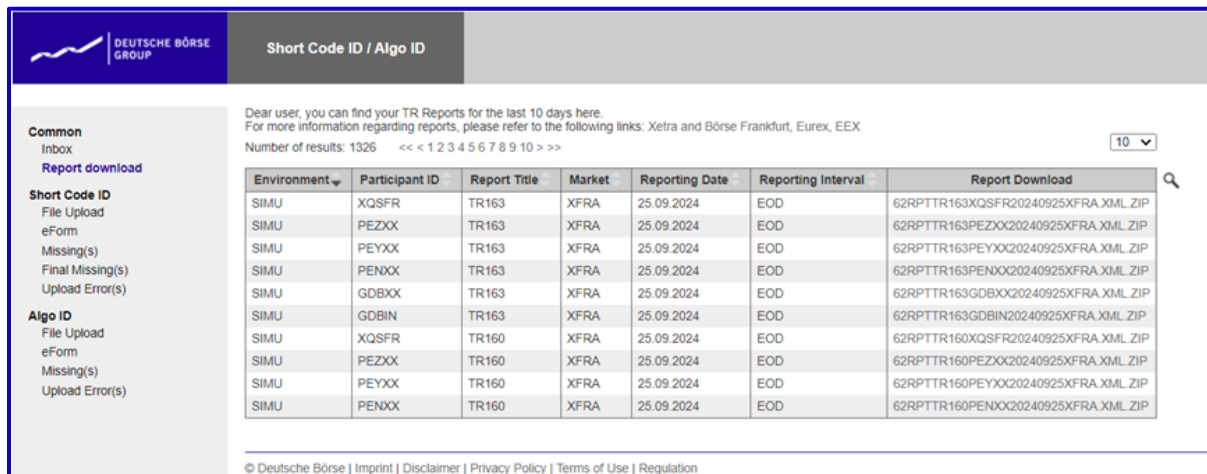 DEUTSCHE BÖRSE
GROUP
Short Code ID / Algo ID
Common
Inbox
Report download
Short Code ID
File Upload
eForm
Missing(s)
Final Missing(s)
Upload Error(s)
Algo ID
File Upload
eForm
Missing(s)
Upload Error(s)
Dear user, you can find your TR Reports for the last 10 days here.
For more information regarding reports, please refer to the following links: Xetra and Börse Frankfurt, Eurex, EEX
Number of results: 1326 << < 1 2 3 4 5 6 7 8 9 10 > >>
10
Environment Participant ID Report Title Market Reporting Date Reporting Interval Report Download
SIMU XQSFR TR163 XFRA 25.09.2024 EOD 62RPTTR163XQSFR20240925XFRA.XML.ZIP
SIMU PEZXX TR163 XFRA 25.09.2024 EOD 62RPTTR163PEZXX20240925XFRA.XML.ZIP
SIMU PEYXX TR163 XFRA 25.09.2024 EOD 62RPTTR163PEYXX20240925XFRA.XML.ZIP
SIMU PENXX TR163 XFRA 25.09.2024 EOD 62RPTTR163PENXX20240925XFRA.XML.ZIP
SIMU GDBXX TR163 XFRA 25.09.2024 EOD 62RPTTR163GDBXX20240925XFRA.XML.ZIP
SIMU GDBIN TR163 XFRA 25.09.2024 EOD 62RPTTR163GDBIN20240925XFRA.XML.ZIP
SIMU XQSFR TR160 XFRA 25.09.2024 EOD 62RPTTR160XQSFR20240925XFRA.XML.ZIP
SIMU PEZXX TR160 XFRA 25.09.2024 EOD 62RPTTR160PEZXX20240925XFRA.XML.ZIP
SIMU PEYXX TR160 XFRA 25.09.2024 EOD 62RPTTR160PEYXX20240925XFRA.XML.ZIP
SIMU PENXX TR160 XFRA 25.09.2024 EOD 62RPTTR160PENXX20240925XFRA.XML.ZIP
© Deutsche Börse | Imprint | Disclaimer | Privacy Policy | Terms of Use | Regulation